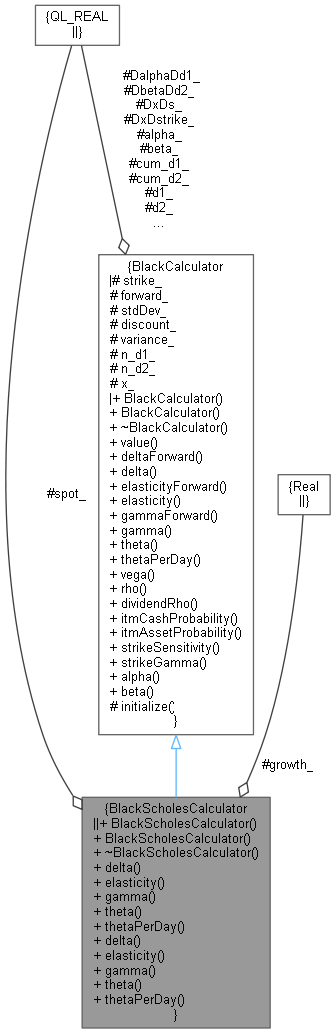 {QL_REAL
||}
#DalphaDd1_
#DbetaDd2_
#DxDs_
#DxDstrike_
#alpha_
#beta_
#cum_d1_
#cum_d2_
#d1_
#d2_
...
{BlackCalculator
|# strike_
# forward_
# stdDev_
# discount_
# variance_
# n_d1_
# n_d2_
# x_
|+ BlackCalculator()
+ BlackCalculator()
+ ~BlackCalculator()
+ value()
+ deltaForward()
+ delta()
+ elasticityForward()
+ elasticity()
+ gammaForward()
+ gamma()
+ theta()
+ thetaPerDay()
+ vega()
+ rho()
+ dividendRho()
+ itmCashProbability()
+ itmAssetProbability()
+ strikeSensitivity()
+ strikeGamma()
+ alpha()
+ beta()
# initialize()
}
{Real
||}
#spot_
#growth_
{BlackScholesCalculator
||+ BlackScholesCalculator()
+ BlackScholesCalculator()
+ ~BlackScholesCalculator()
+ delta()
+ elasticity()
+ gamma()
+ theta()
+ thetaPerDay()
+ delta()
+ elasticity()
+ gamma()
+ theta()
+ thetaPerDay()
}